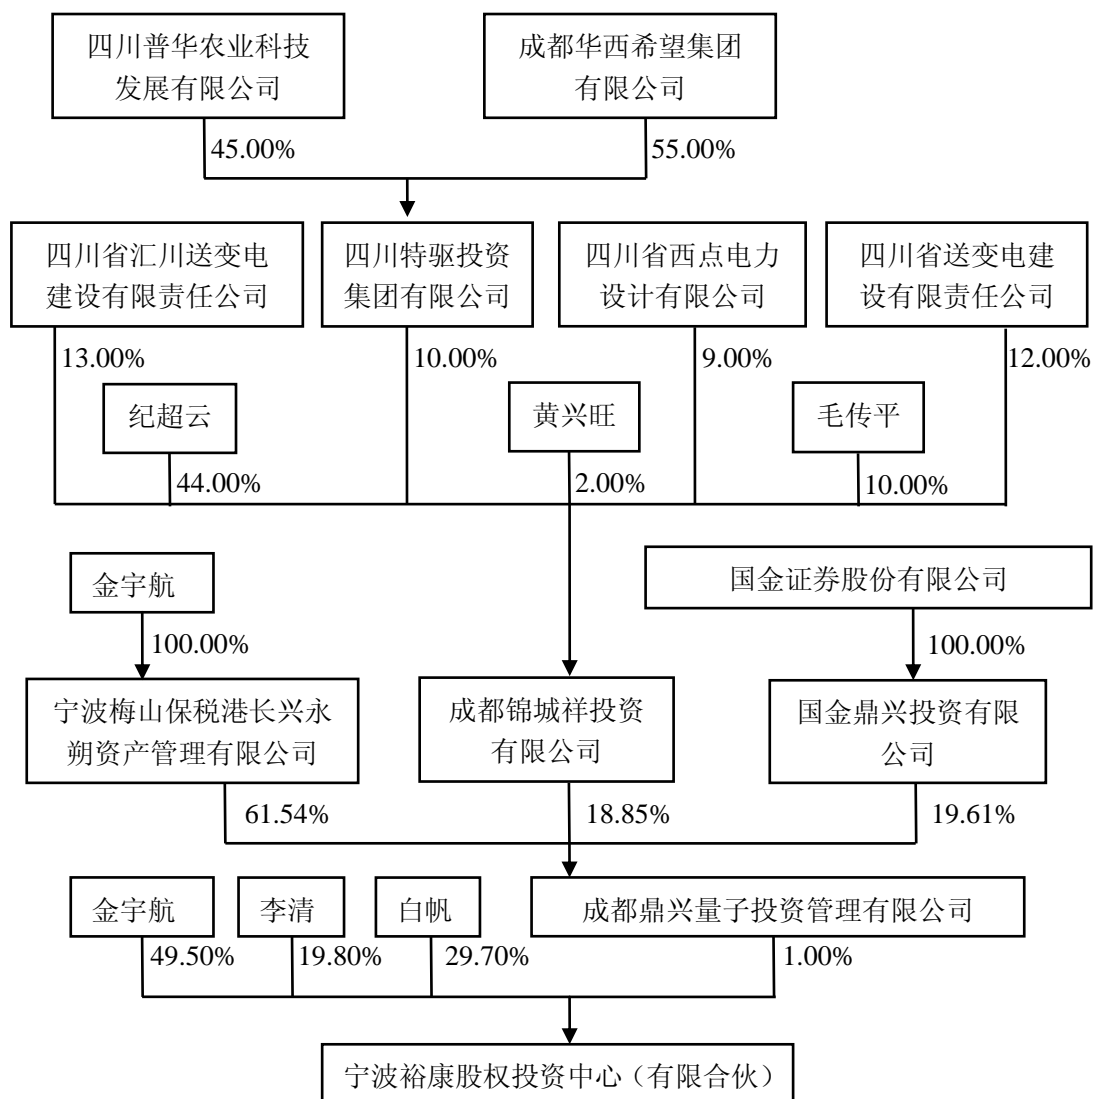 四川普华农业科技
发展有限公司
成都华西希望集团
有限公司
45.00%
55.00%
四川省汇川送变电
建设有限责任公司
四川特驱投资
集团有限公司
四川省西点电力
设计有限公司
四川省送变电建
设有限责任公司
13.00%
10.00%
9.00%
12.00%
纪超云
黄兴旺
毛传平
44.00%
2.00%
10.00%
金宇航
国金证券股份有限公司
100.00%
100.00%
宁波梅山保税港长兴永
朔资产管理有限公司
成都锦城祥投资
有限公司
国金鼎兴投资有限
公司
61.54%
18.85%
19.61%
金宇航
李清
白帆
成都鼎兴量子投资管理有限公司
49.50%
19.80%
29.70%
1.00%
宁波裕康股权投资中心（有限合伙）